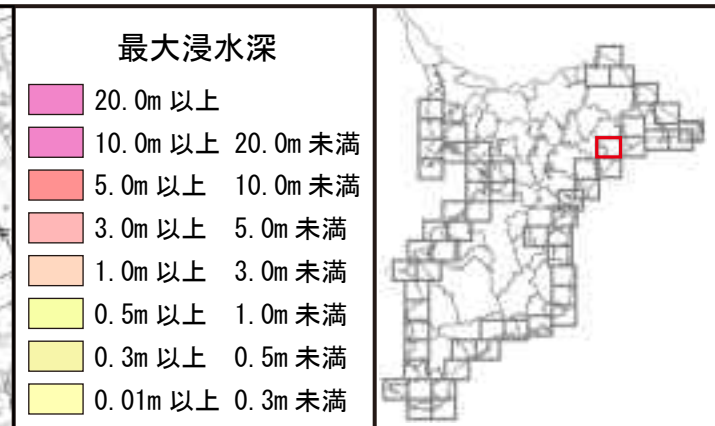 最大浸水深
20.0m 以上
10.0m 以上 20.0m 未満
5.0m 以上 10.0m 未満
3.0m 以上 5.0m 未満
1.0m 以上 3.0m 未満
0.5m 以上 1.0m 未満
0.3m 以上 0.5m 未満
0.01m 以上 0.3m 未満